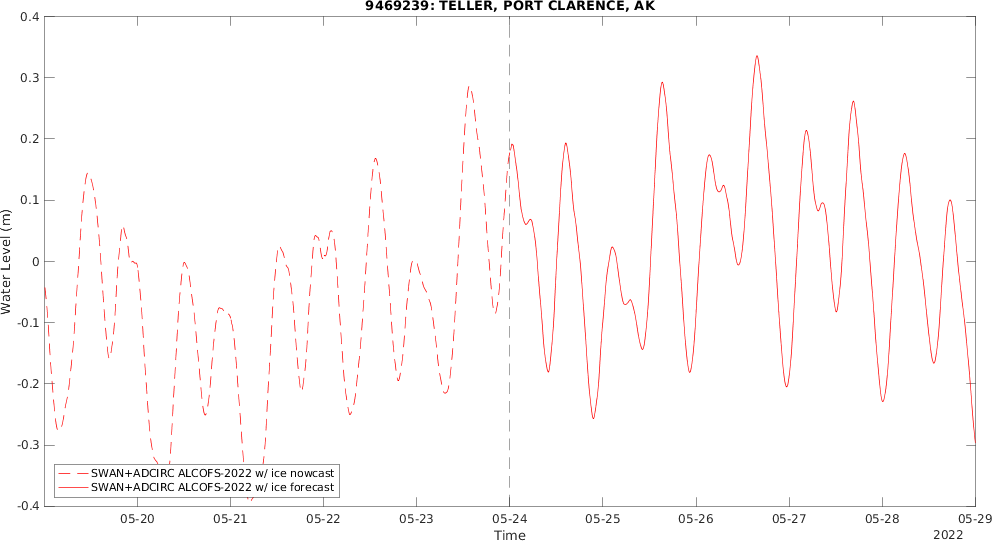 9469239: TELLER, PORT CLARENCE, AK
0.4
0.3
0.2
0.1
0
-0.1
-0.2
-0.3
-0.4
Water Level (m)
SWAN+ADCIRC ALCOFS-2022 w/ ice nowcast
SWAN+ADCIRC ALCOFS-2022 w/ ice forecast
05-20 05-21 05-22 05-23 05-24 05-25 05-26 05-27 05-28 05-29
Time
2022